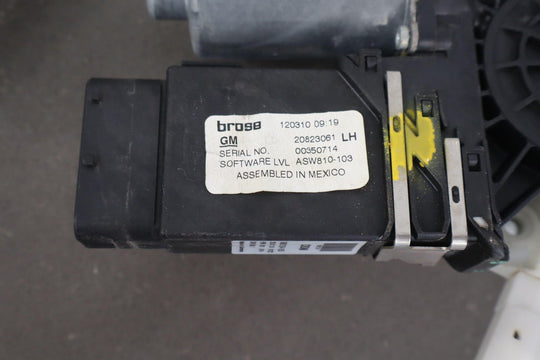 brose 120310 09:19
GM 20823061 LH
SERIAL NO. 00350714
SOFTWARE LVL ASW810-103
ASSEMBLED IN MEXICO